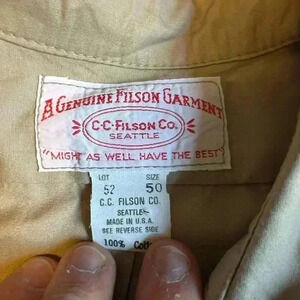 A GENUINE FILSON GARMENT
C·C·FILSON CO.
SEATTLE
"MIGHT AS WELL HAVE THE BEST"
LOT SIZE
52 50
C.C. FILSON CO.
SEATTLE
MADE IN U.S.A.
SEE REVERSE SIDE
100% Cotton